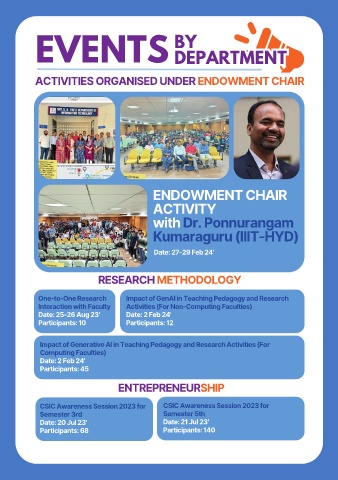 EVENTS BY
DEPARTMENT
ACTIVITIES ORGANISED UNDER ENDOWMENT CHAIR
ENDOWMENT CHAIR
ACTIVITY
with Dr. Ponnurangam
Kumaraguru (IIIT-HYD)
Date: 27-29 Feb 24'
RESEARCH METHODOLOGY
One-to-One Research
Interaction with Faculty
Date: 25-26 Aug 23'
Participants: 10
Impact of GenAI in Teaching Pedagogy and Research
Activities (For Non-Computing Faculties)
Date: 2 Feb 24'
Participants: 12
Impact of Generative AI in Teaching Pedagogy and Research Activities (For
Computing Faculties)
Date: 2 Feb 24'
Participants: 45
ENTREPRENEURSHIP
CSIC Awareness Session 2023 for
Semester 3rd
Date: 20 Jul 23'
Participants: 68
CSIC Awareness Session 2023 for
Semester 5th
Date: 21 Jul 23'
Participants: 140